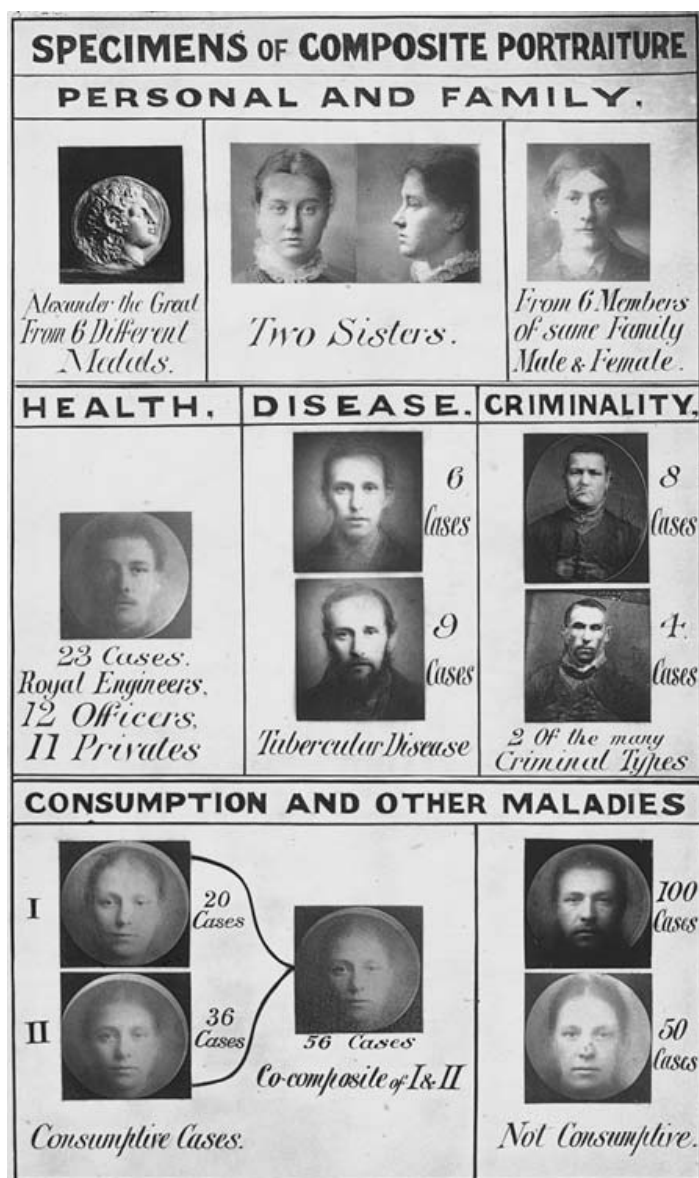 SPECIMENS OF COMPOSITE PORTRAITURE
PERSONAL AND FAMILY.
Alexander the Great
From 6 Different
Medals.
Two Sisters.
From 6 Members
of same Family
Male & Female.
HEALTH.
23 Cases.
Royal Engineers,
12 Officers,
11 Privates
DISEASE.
6
Cases
9
Cases
Tubercular Disease
CRIMINALITY,
8
Cases
4
Cases
2 Of the many
Criminal Types
CONSUMPTION AND OTHER MALADIES
I
20
Cases
II
36
Cases
Consumptive Cases.
56 Cases
Co-composite of I & II
100
Cases
50
Cases
Not Consumptive.